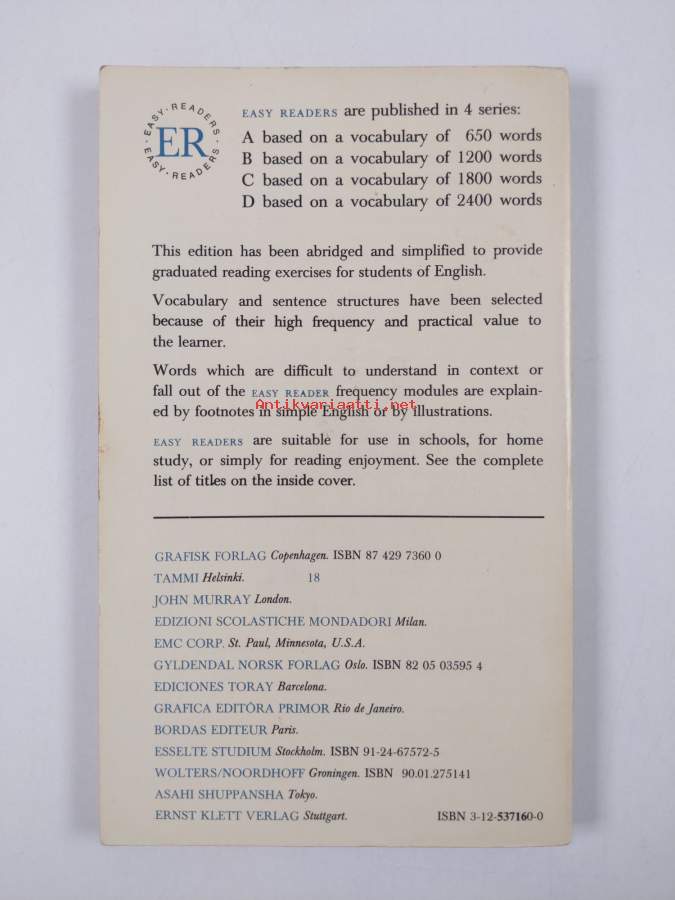 EASY·READERS·EASY·READERS·
ER
EASY READERS are published in 4 series:
A based on a vocabulary of 650 words
B based on a vocabulary of 1200 words
C based on a vocabulary of 1800 words
D based on a vocabulary of 2400 words
This edition has been abridged and simplified to provide
graduated reading exercises for students of English.
Vocabulary and sentence structures have been selected
because of their high frequency and practical value to
the learner.
Words which are difficult to understand in context or
fall out of the EASY READER frequency modules are explain-
ed by footnotes in simple English or by illustrations.
Antikvariaatti.net
EASY READERS are suitable for use in schools, for home
study, or simply for reading enjoyment. See the complete
list of titles on the inside cover.
GRAFISK FORLAG Copenhagen. ISBN 87 429 7360 0
TAMMI Helsinki. 18
JOHN MURRAY London.
EDIZIONI SCOLASTICHE MONDADORI Milan.
EMC CORP. St. Paul, Minnesota, U.S.A.
GYLDENDAL NORSK FORLAG Oslo. ISBN 82 05 03595 4
EDICIONES TORAY Barcelona.
GRAFICA EDITÔRA PRIMOR Rio de Janeiro.
BORDAS EDITEUR Paris.
ESSELTE STUDIUM Stockholm. ISBN 91-24-67572-5
WOLTERS/NOORDHOFF Groningen. ISBN 90.01.275141
ASAHI SHUPPANSHA Tokyo.
ERNST KLETT VERLAG Stuttgart. ISBN 3-12-537160-0